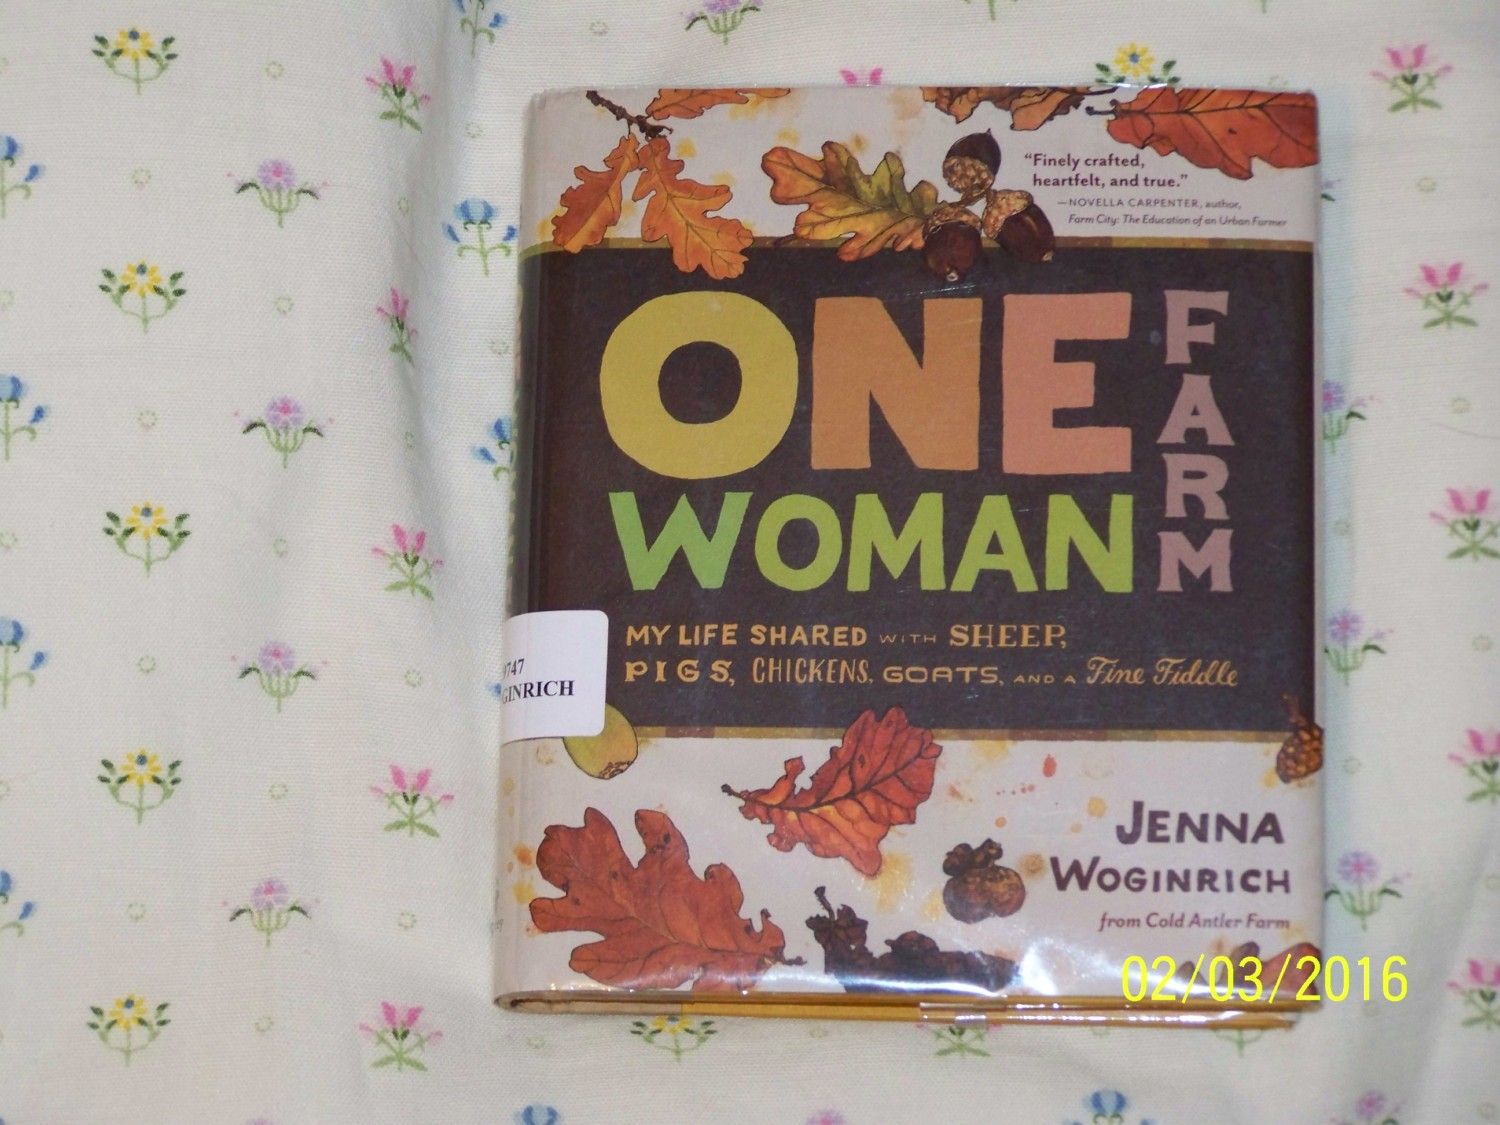 "Finely crafted,
heartfelt, and true."
—NOVELLA CARPENTER, author,
Farm City: The Education of an Urban Farmer
ONE
WOMAN
FARM
MY LIFE SHARED WITH SHEEP,
PIGS, CHICKENS, GOATS, AND A Fine Fiddle
747
GINRICH
JENNA
WOGINRICH
from Cold Antler Farm
02/03/2016